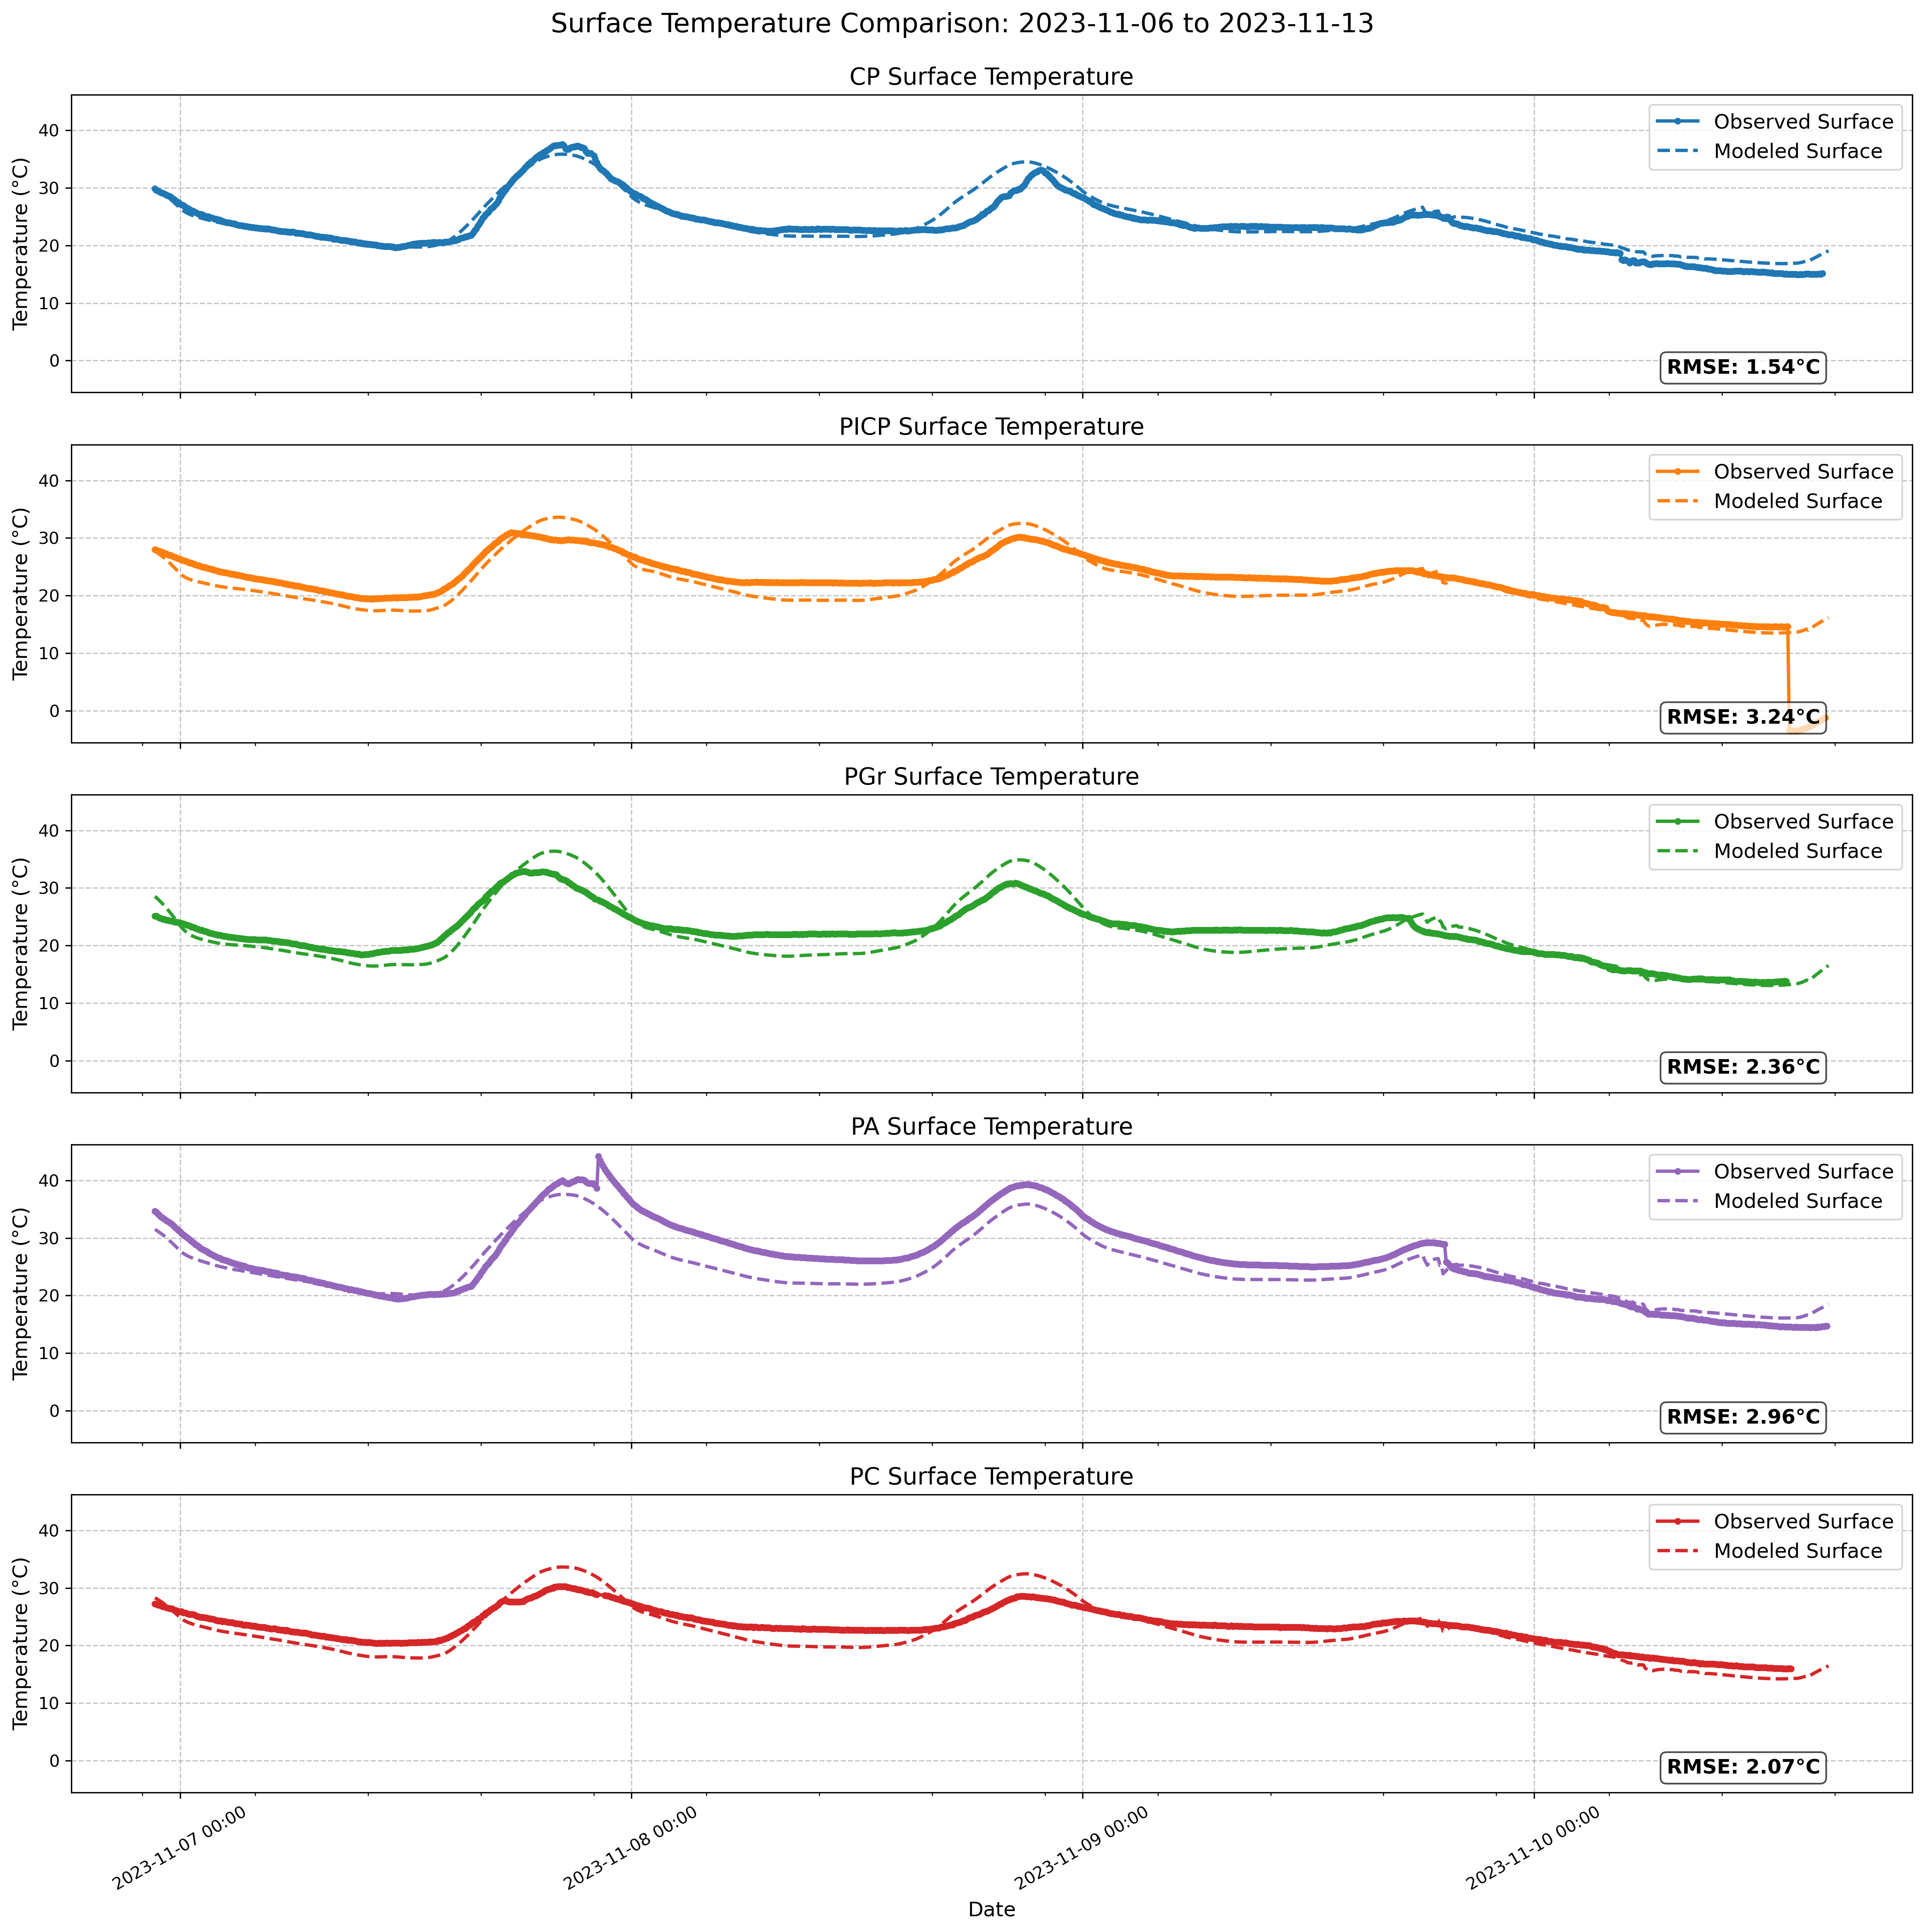 Surface Temperature Comparison: 2023-11-06 to 2023-11-13
CP Surface Temperature
Temperature (°C)
40
30
20
10
0
Observed Surface
Modeled Surface
RMSE: 1.54°C
PICP Surface Temperature
Temperature (°C)
40
30
20
10
0
Observed Surface
Modeled Surface
RMSE: 3.24°C
PGr Surface Temperature
Temperature (°C)
40
30
20
10
0
Observed Surface
Modeled Surface
RMSE: 2.36°C
PA Surface Temperature
Temperature (°C)
40
30
20
10
0
Observed Surface
Modeled Surface
RMSE: 2.96°C
PC Surface Temperature
Temperature (°C)
40
30
20
10
0
Observed Surface
Modeled Surface
RMSE: 2.07°C
2023-11-07 00:00
2023-11-08 00:00
2023-11-09 00:00
2023-11-10 00:00
Date